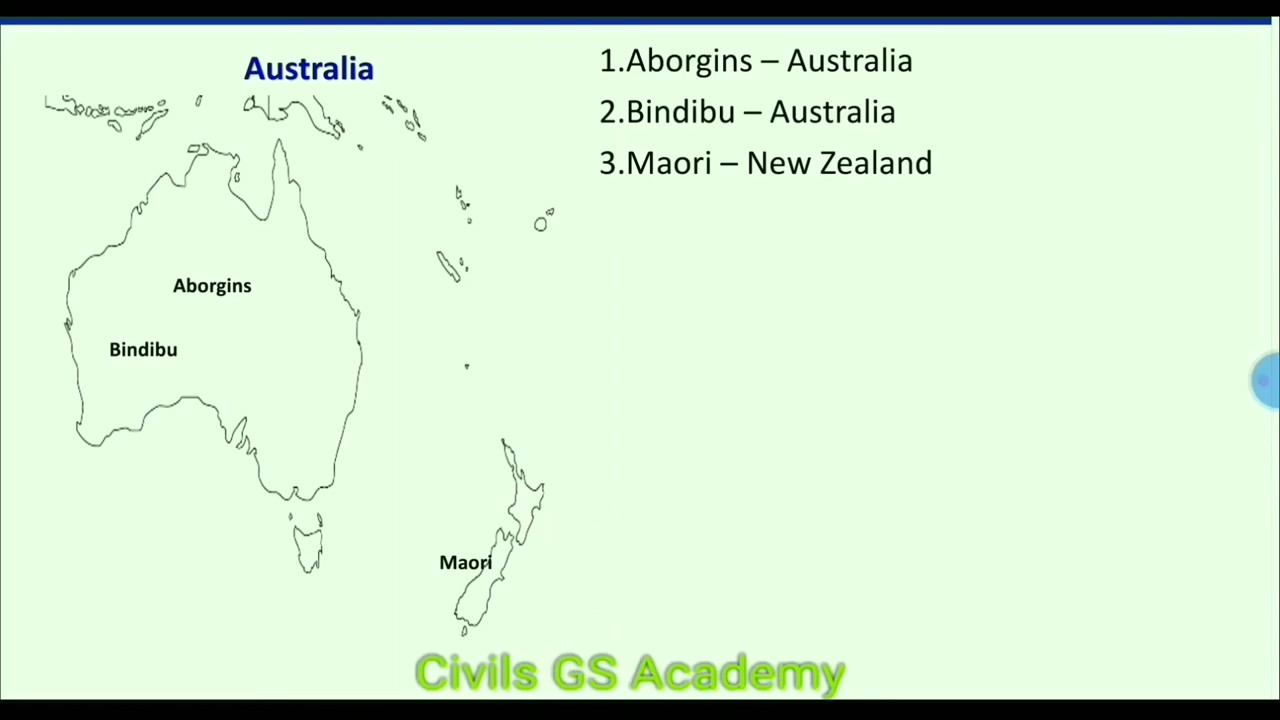 Australia
1.Aborgins – Australia
2.Bindibu – Australia
3.Maori – New Zealand
Aborgins
Bindibu
Maori
Civils GS Academy